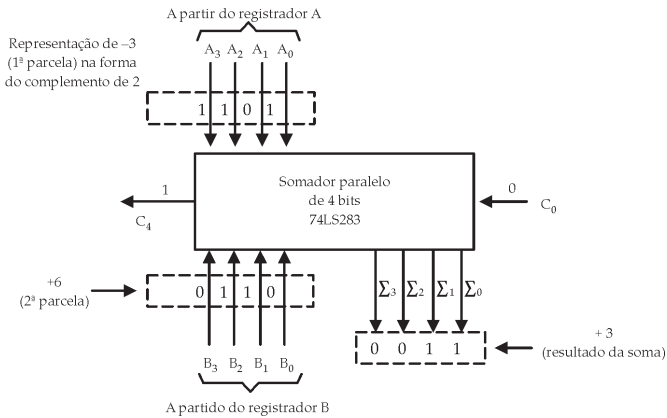 A partir do registrador A
Representação de –3
(1ª parcela) na forma
do complemento de 2
A₃ A₂ A₁ A₀
1 1 0 1
Somador paralelo
de 4 bits
74LS283
1
C₄
0
C₀
+6
(2ª parcela)
0 1 1 0
Σ₃ Σ₂ Σ₁ Σ₀
0 0 1 1
+ 3
(resultado da soma)
B₃ B₂ B₁ B₀
A partido do registrador B